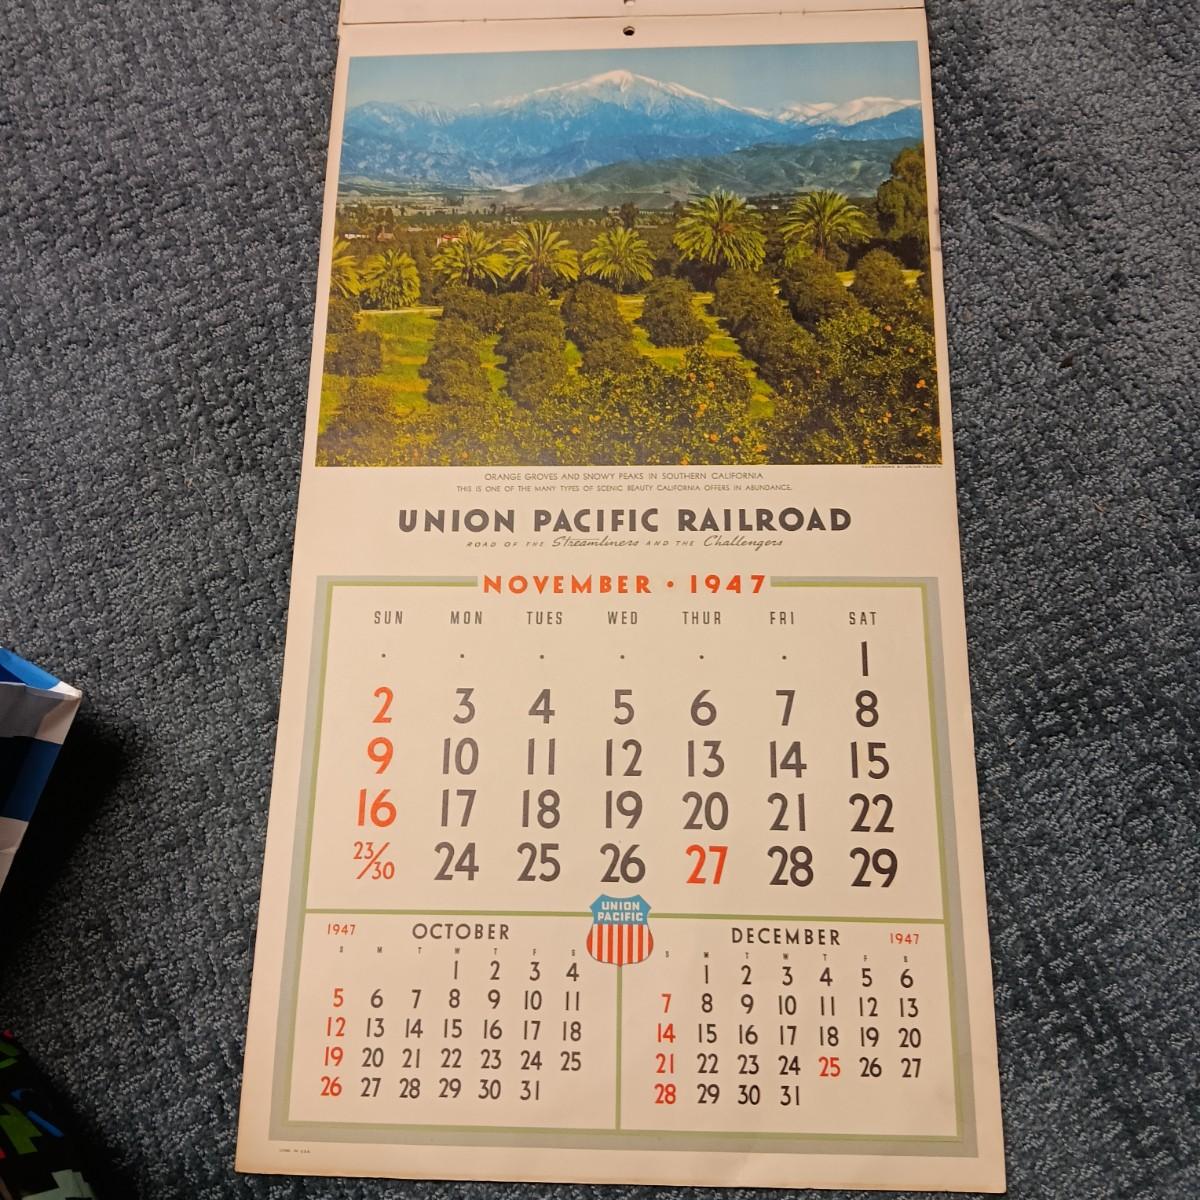 ORANGE GROVES AND SNOWY PEAKS IN SOUTHERN CALIFORNIA
THIS IS ONE OF THE MANY TYPES OF SCENIC BEAUTY CALIFORNIA OFFERS IN ABUNDANCE.
UNION PACIFIC RAILROAD
ROAD OF THE Streamliners AND THE Challengers
NOVEMBER · 1947
SUN MON TUES WED THUR FRI SAT
. . . . . . 1
2 3 4 5 6 7 8
9 10 11 12 13 14 15
16 17 18 19 20 21 22
23/30 24 25 26 27 28 29
UNION
PACIFIC
1947 OCTOBER
S M T W T F S
1 2 3 4
5 6 7 8 9 10 11
12 13 14 15 16 17 18
19 20 21 22 23 24 25
26 27 28 29 30 31
DECEMBER 1947
S M T W T F S
1 2 3 4 5 6
7 8 9 10 11 12 13
14 15 16 17 18 19 20
21 22 23 24 25 26 27
28 29 30 31